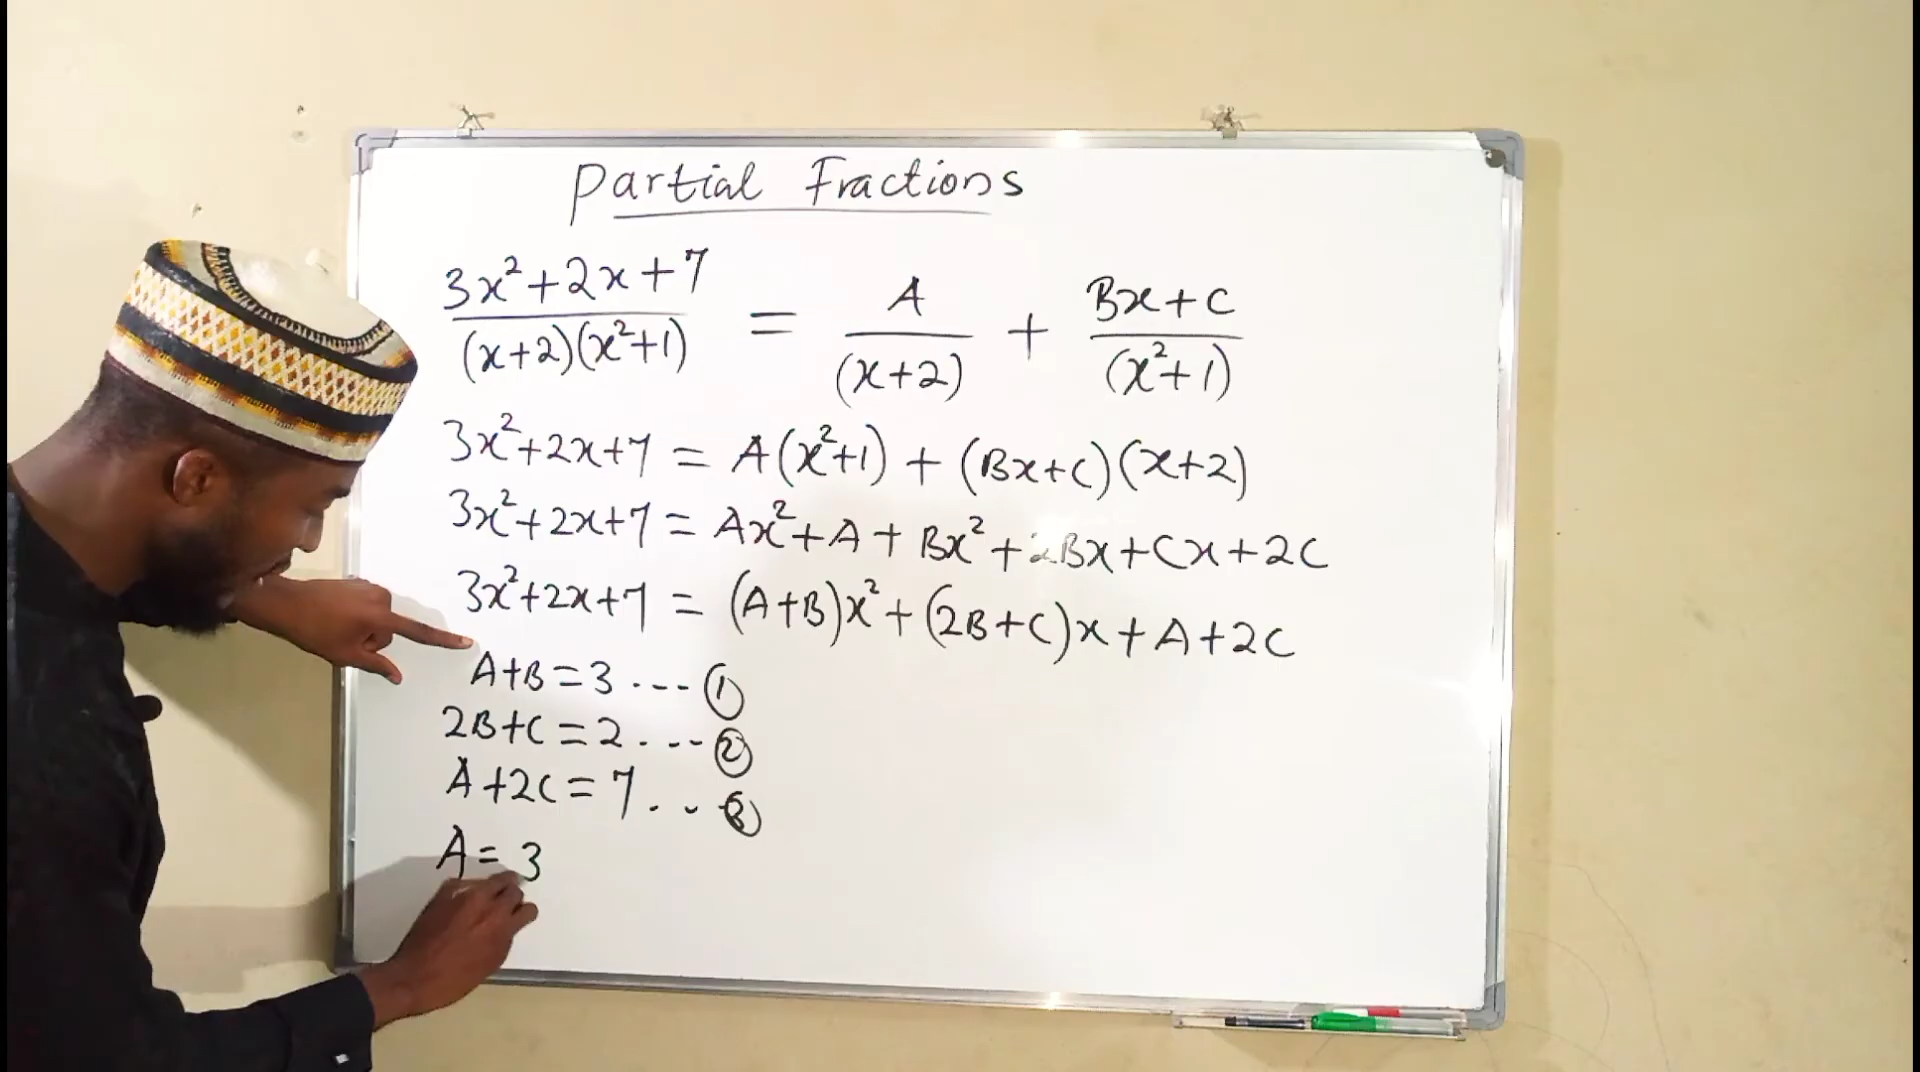 Partial Fractions
3x²+2x+7 / (x+2)(x²+1) = A / (x+2) + Bx+C / (x²+1)
3x²+2x+7 = A(x²+1) + (Bx+C)(x+2)
3x²+2x+7 = Ax²+A+Bx²+2Bx+Cx+2C
3x²+2x+7 = (A+B)x²+(2B+C)x+A+2C
A+B=3 ---- ①
2B+C=2 ---- ②
A+2C=7 --- ③
A=3